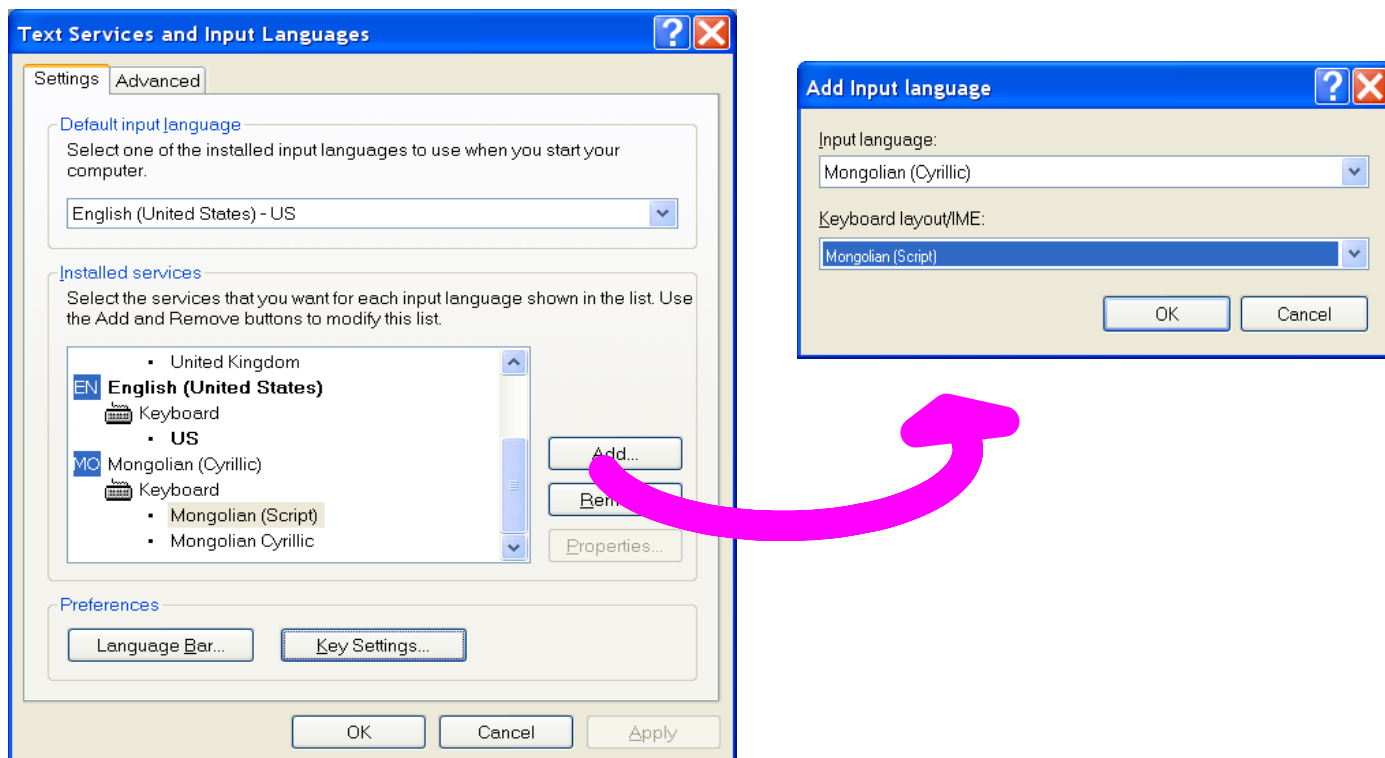 Text Services and Input Languages
Settings
Advanced
Default input language
Select one of the installed input languages to use when you start your
computer.
English (United States) - US
Installed services
Select the services that you want for each input language shown in the list. Use
the Add and Remove buttons to modify this list.
• United Kingdom
EN English (United States)
Keyboard
• US
MO Mongolian (Cyrillic)
Keyboard
• Mongolian (Script)
• Mongolian Cyrillic
Add...
Properties...
Preferences
Language Bar...
Key Settings...
OK
Cancel
Apply
Add Input language
Input language:
Mongolian (Cyrillic)
Keyboard layout/IME:
Mongolian (Script)
OK
Cancel